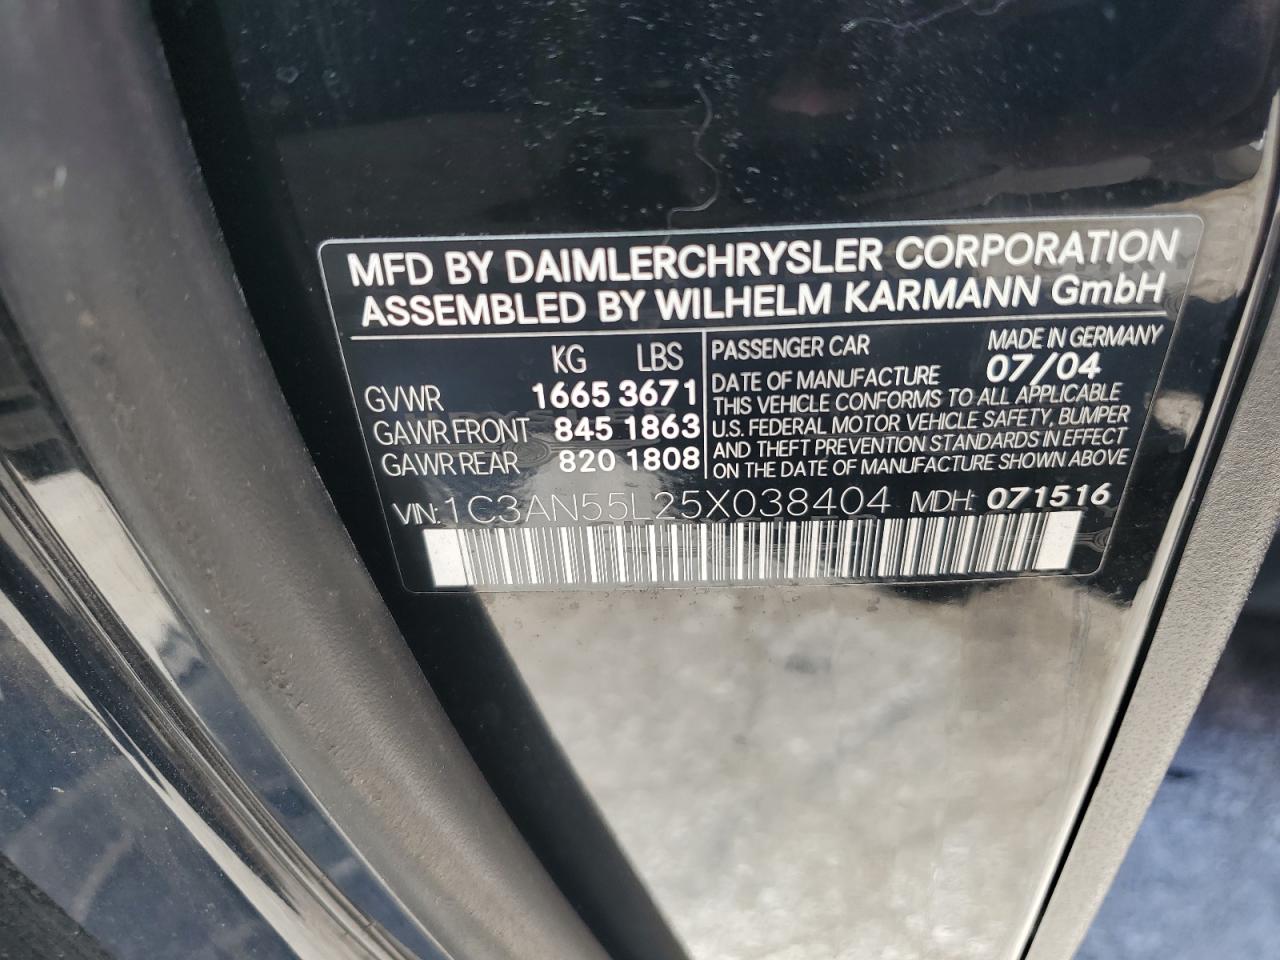 MFD BY DAIMLERCHRYSLER CORPORATION
ASSEMBLED BY WILHELM KARMANN GmbH
KG LBS
GVWR 1665 3671
GAWR FRONT 845 1863
GAWR REAR 820 1808
PASSENGER CAR MADE IN GERMANY
DATE OF MANUFACTURE 07/04
THIS VEHICLE CONFORMS TO ALL APPLICABLE
U.S. FEDERAL MOTOR VEHICLE SAFETY, BUMPER
AND THEFT PREVENTION STANDARDS IN EFFECT
ON THE DATE OF MANUFACTURE SHOWN ABOVE
VIN: 1C3AN55L25X038404 MDH: 071516